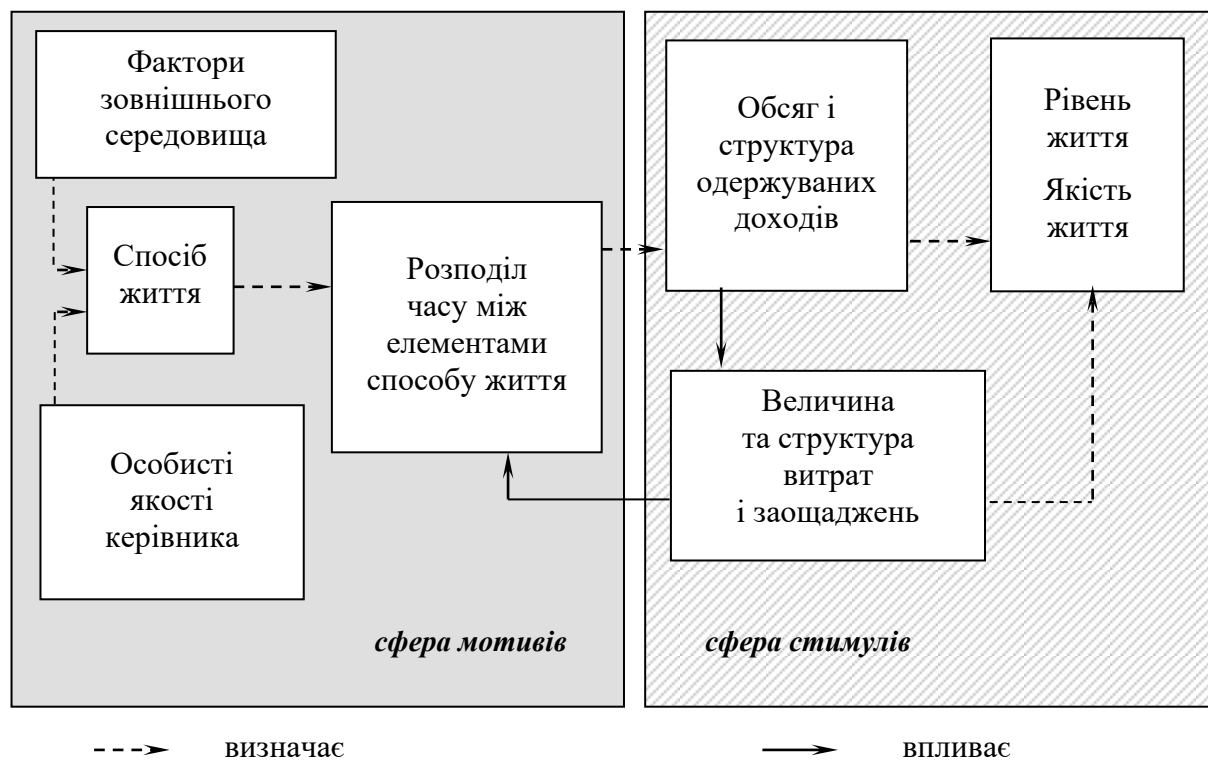 Фактори
зовнішнього
середовища
Спосіб
життя
Особисті
якості
керівника
Розподіл
часу між
елементами
способу життя
сфера мотивів
Обсяг і
структура
одержуваних
доходів
Рівень
життя
Якість
життя
Величина
та структура
витрат
і заощаджень
сфера стимулів
визначає
впливає